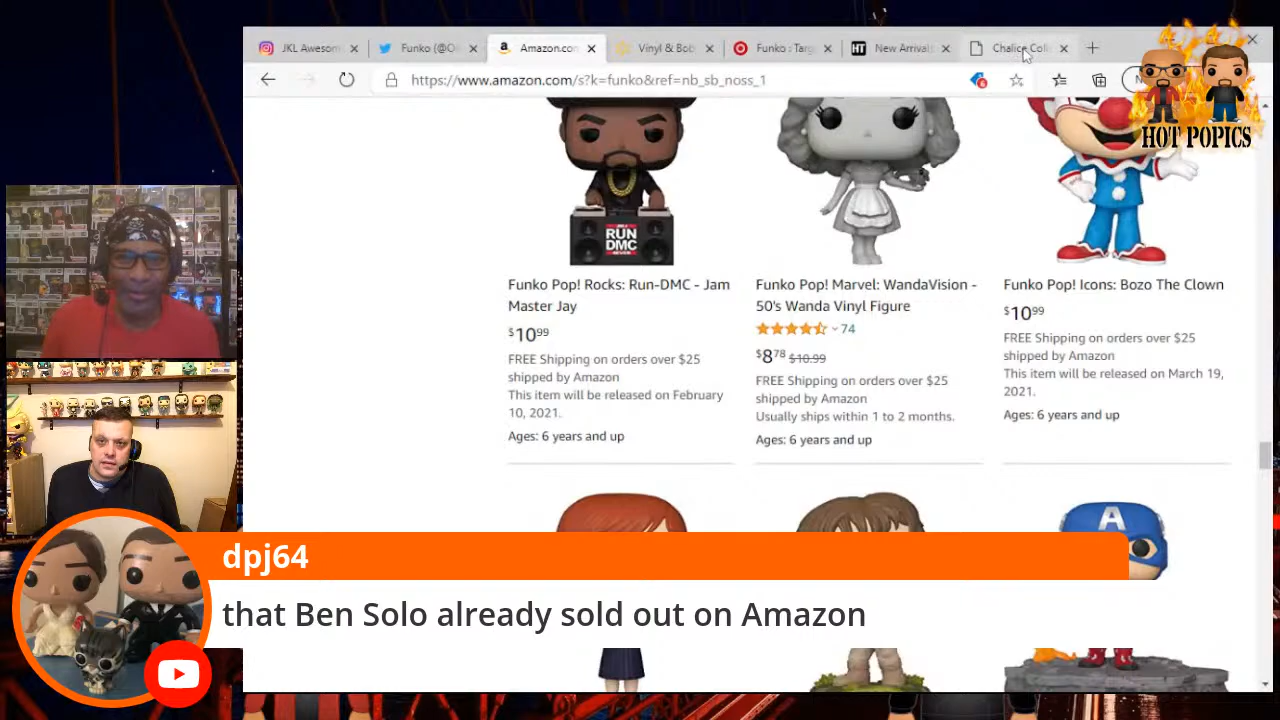 JKL Awesom
Funko (@O
Amazon.co
Vinyl & Bob
Funko : Targ
New Arrival
Chalice Coll
https://www.amazon.com/s?k=funko&ref=nb_sb_noss_1
HOT POPICS
RUN
DMC
Funko Pop! Rocks: Run-DMC - Jam
Master Jay
$10 99
FREE Shipping on orders over $25
shipped by Amazon
This item will be released on February
10, 2021.
Ages: 6 years and up
Funko Pop! Marvel: WandaVision -
50's Wanda Vinyl Figure
74
$8 78 $10.99
FREE Shipping on orders over $25
shipped by Amazon
Usually ships within 1 to 2 months.
Ages: 6 years and up
Funko Pop! Icons: Bozo The Clown
$10 99
FREE Shipping on orders over $25
shipped by Amazon
This item will be released on March 19,
2021.
Ages: 6 years and up
A
dpj64
that Ben Solo already sold out on Amazon